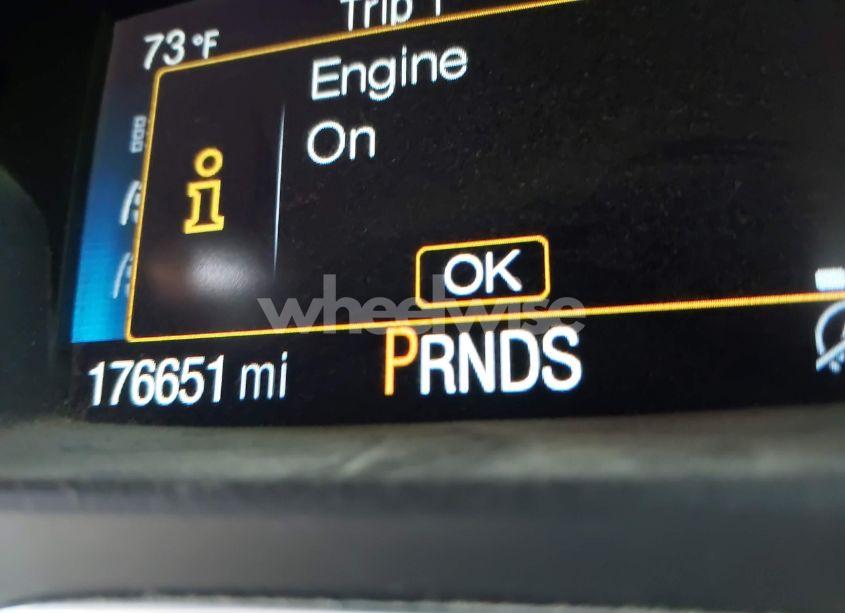 Trip 1
73 °F
Engine
On
OK
wheelwise
176651 mi PRNDS